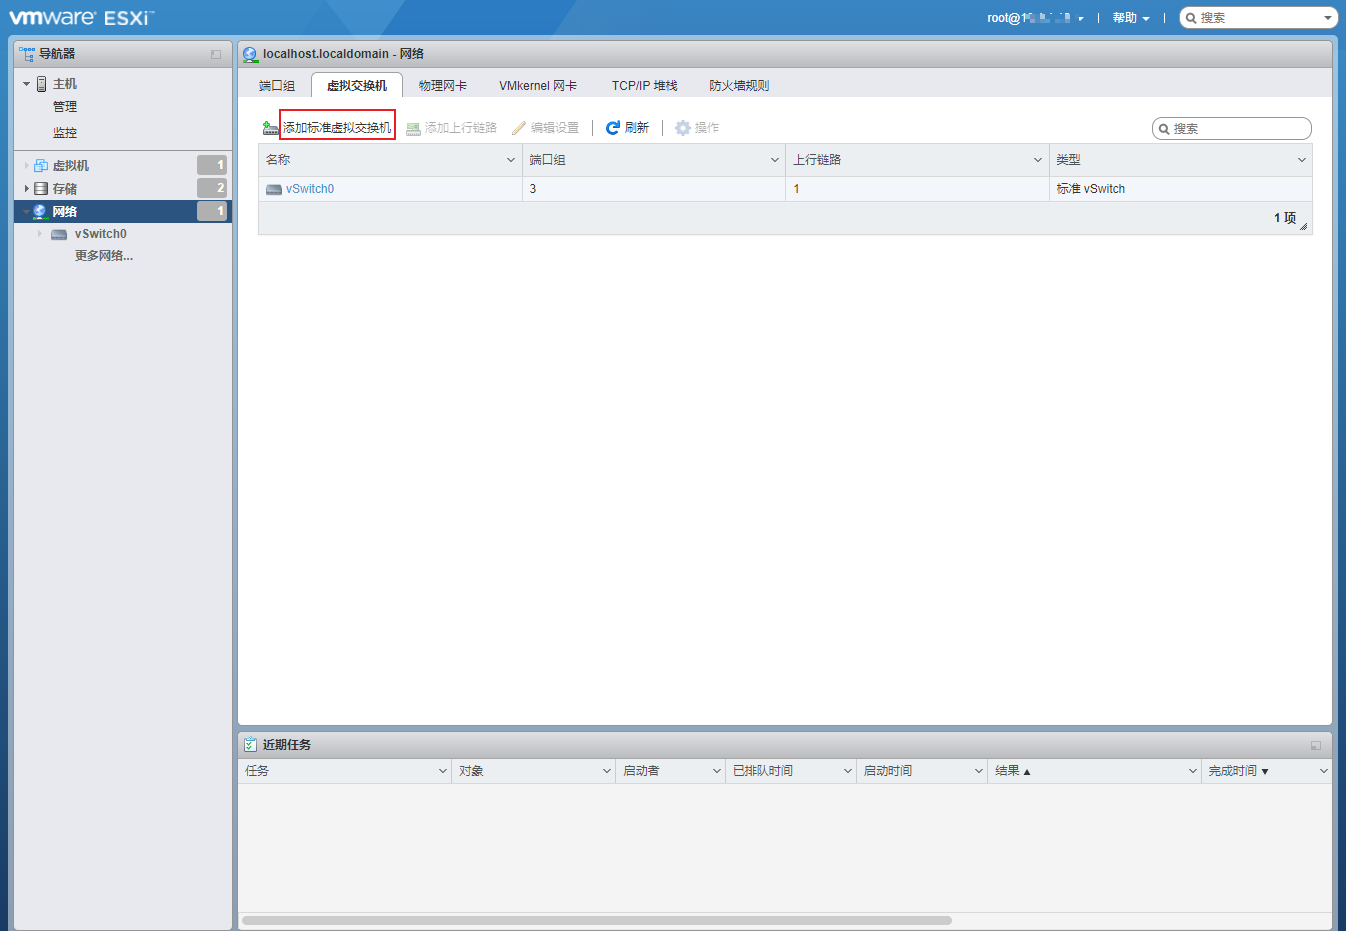 vmware ESXi™
root@1
帮助
搜索
导航器
主机
管理
监控
虚拟机 1
存储 2
网络 1
vSwitch0
更多网络...
localhost.localdomain - 网络
端口组 虚拟交换机 物理网卡 VMkernel 网卡 TCP/IP 堆栈 防火墙规则
添加标准虚拟交换机 添加上行链路 编辑设置 刷新 操作 搜索
名称 端口组 上行链路 类型
vSwitch0 3 1 标准 vSwitch
1 项
近期任务
任务 对象 启动者 已排队时间 启动时间 结果▲ 完成时间▼